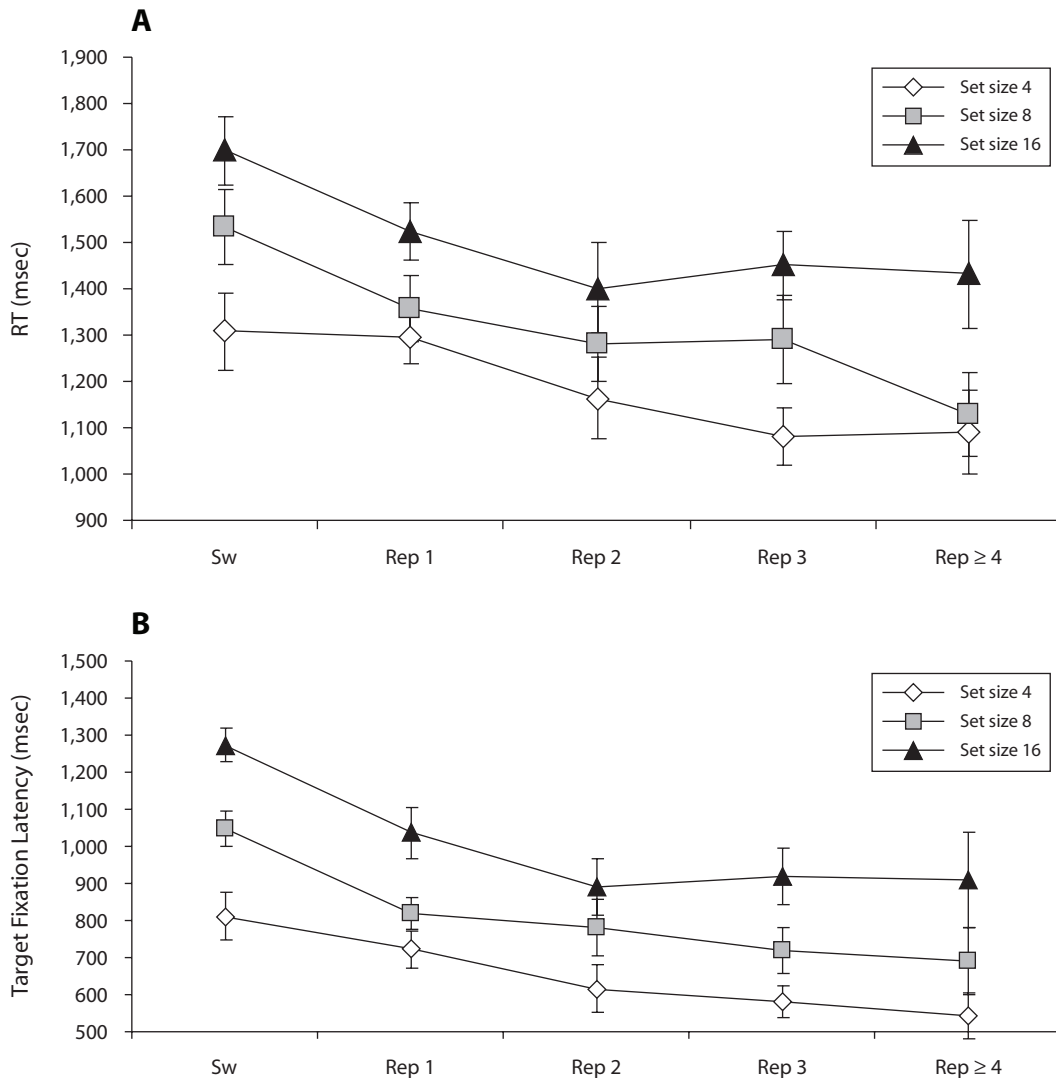 A
1,900
1,800
1,700
1,600
1,500
1,400
1,300
1,200
1,100
1,000
900
RT (msec)
Set size 4
Set size 8
Set size 16
Sw Rep 1 Rep 2 Rep 3 Rep ≥ 4
B
1,500
1,400
1,300
1,200
1,100
1,000
900
800
700
600
500
Target Fixation Latency (msec)
Set size 4
Set size 8
Set size 16
Sw Rep 1 Rep 2 Rep 3 Rep ≥ 4